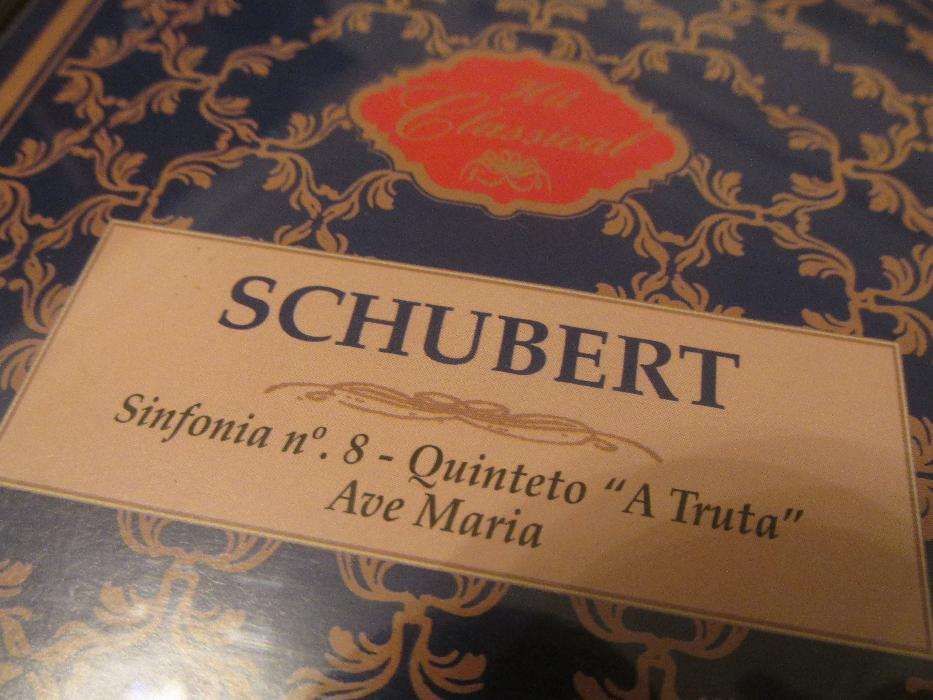 Hit
Classical
SCHUBERT
Sinfonia nº. 8 - Quinteto “A Truta”
Ave Maria